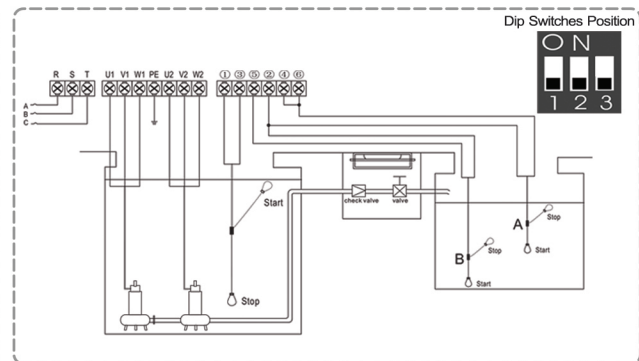 Dip Switches Position
ON
1 2 3
R S T U1 V1 W1 PE U2 V2 W2 ① ③ ⑤ ② ④ ⑥
A
B
C
Start
Stop
check valve
valve
A
Stop
Start
B
Stop
Start